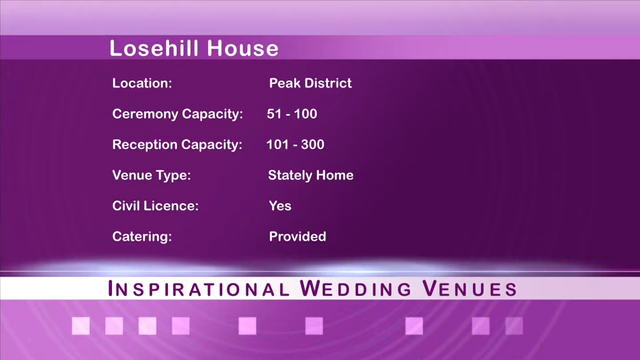 Losehill House
Location: Peak District
Ceremony Capacity: 51 - 100
Reception Capacity: 101 - 300
Venue Type: Stately Home
Civil Licence: Yes
Catering: Provided
INSPIRATIONAL WEDDING VENUES